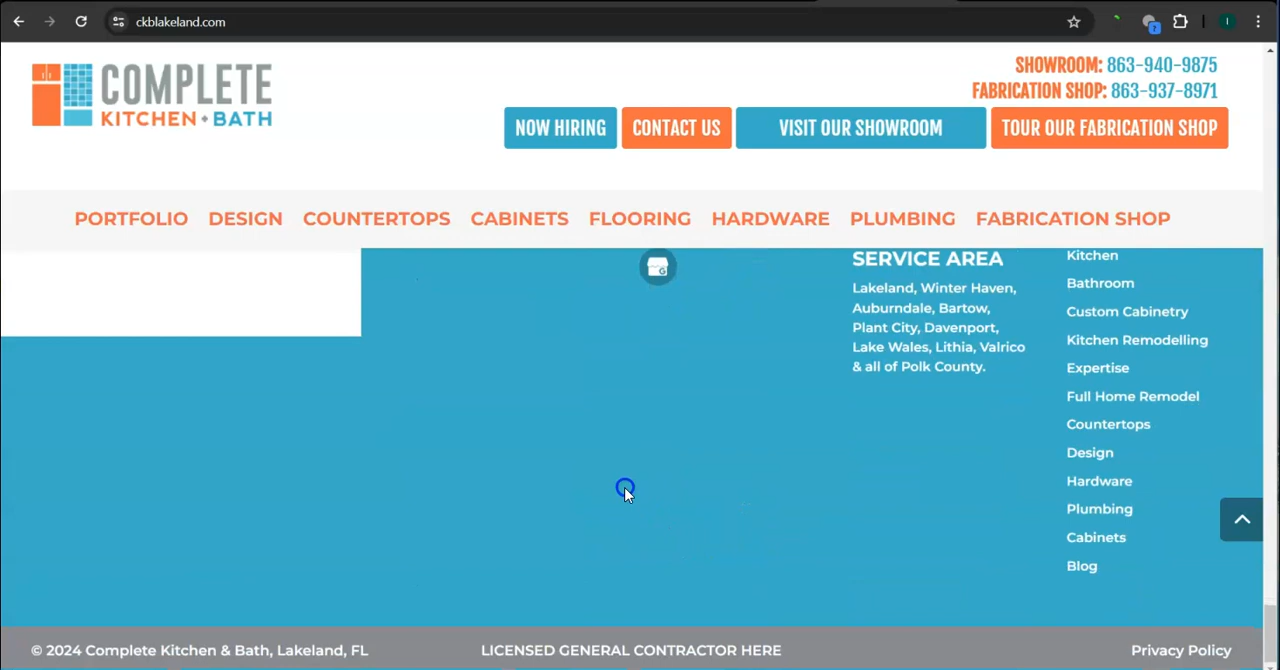 ckblakeland.com
COMPLETE
KITCHEN + BATH
SHOWROOM: 863-940-9875
FABRICATION SHOP: 863-937-8971
NOW HIRING
CONTACT US
VISIT OUR SHOWROOM
TOUR OUR FABRICATION SHOP
PORTFOLIO
DESIGN
COUNTERTOPS
CABINETS
FLOORING
HARDWARE
PLUMBING
FABRICATION SHOP
SERVICE AREA
Lakeland, Winter Haven,
Auburndale, Bartow,
Plant City, Davenport,
Lake Wales, Lithia, Valrico
& all of Polk County.
Kitchen
Bathroom
Custom Cabinetry
Kitchen Remodelling
Expertise
Full Home Remodel
Countertops
Design
Hardware
Plumbing
Cabinets
Blog
© 2024 Complete Kitchen & Bath, Lakeland, FL
LICENSED GENERAL CONTRACTOR HERE
Privacy Policy